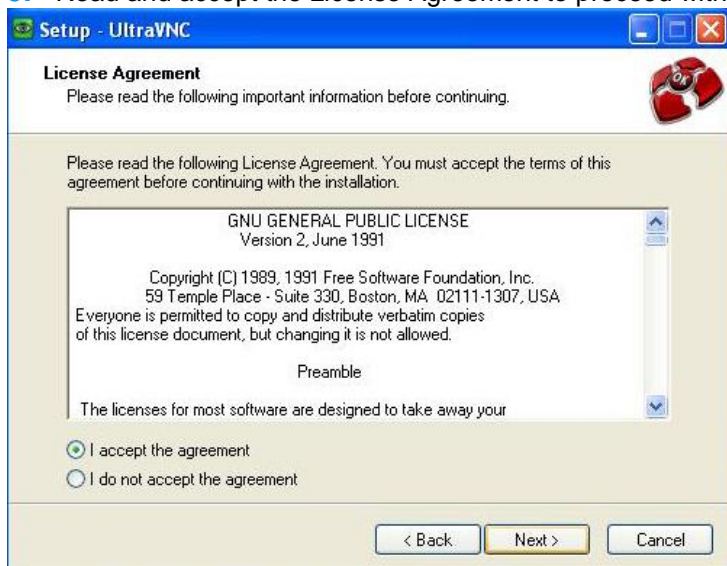 Read and accept the License Agreement to proceed with
Setup - UltraVNC
License Agreement
Please read the following important information before continuing.
OK
Please read the following License Agreement. You must accept the terms of this
agreement before continuing with the installation.
GNU GENERAL PUBLIC LICENSE
Version 2, June 1991
Copyright (C) 1989, 1991 Free Software Foundation, Inc.
59 Temple Place - Suite 330, Boston, MA 02111-1307, USA
Everyone is permitted to copy and distribute verbatim copies
of this license document, but changing it is not allowed.
Preamble
The licenses for most software are designed to take away your
I accept the agreement
I do not accept the agreement
< Back
Next >
Cancel